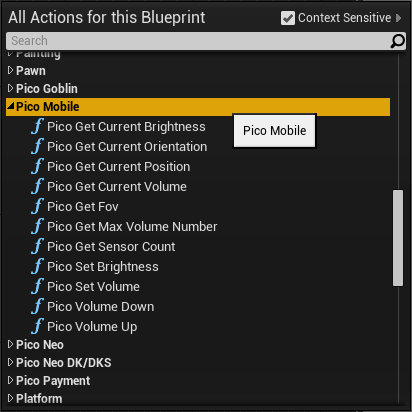 All Actions for this Blueprint
Context Sensitive
Search
Painting
Pawn
Pico Goblin
Pico Mobile
Pico Get Current Brightness
Pico Mobile
Pico Get Current Orientation
Pico Get Current Position
Pico Get Current Volume
Pico Get Fov
Pico Get Max Volume Number
Pico Get Sensor Count
Pico Set Brightness
Pico Set Volume
Pico Volume Down
Pico Volume Up
Pico Neo
Pico Neo DK/DKS
Pico Payment
Platform